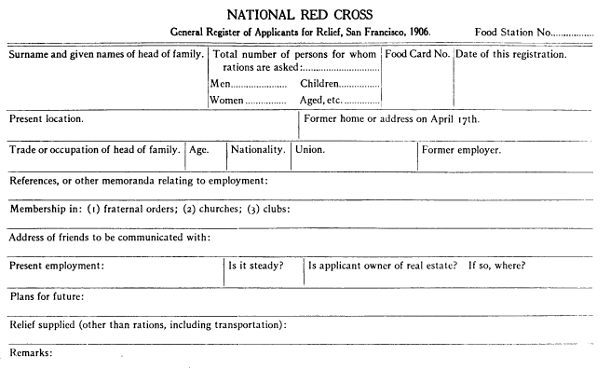 NATIONAL RED CROSS
General Register of Applicants for Relief, San Francisco, 1906. Food Station No...............
Surname and given names of head of family. Total number of persons for whom rations are asked:........................ Food Card No. Date of this registration.
Men................. Children................
Women ............ Aged, etc..............
Present location. Former home or address on April 17th.
Trade or occupation of head of family. Age. Nationality. Union. Former employer.
References, or other memoranda relating to employment:
Membership in: (1) fraternal orders; (2) churches; (3) clubs:
Address of friends to be communicated with:
Present employment: Is it steady? Is applicant owner of real estate? If so, where?
Plans for future:
Relief supplied (other than rations, including transportation):
Remarks: